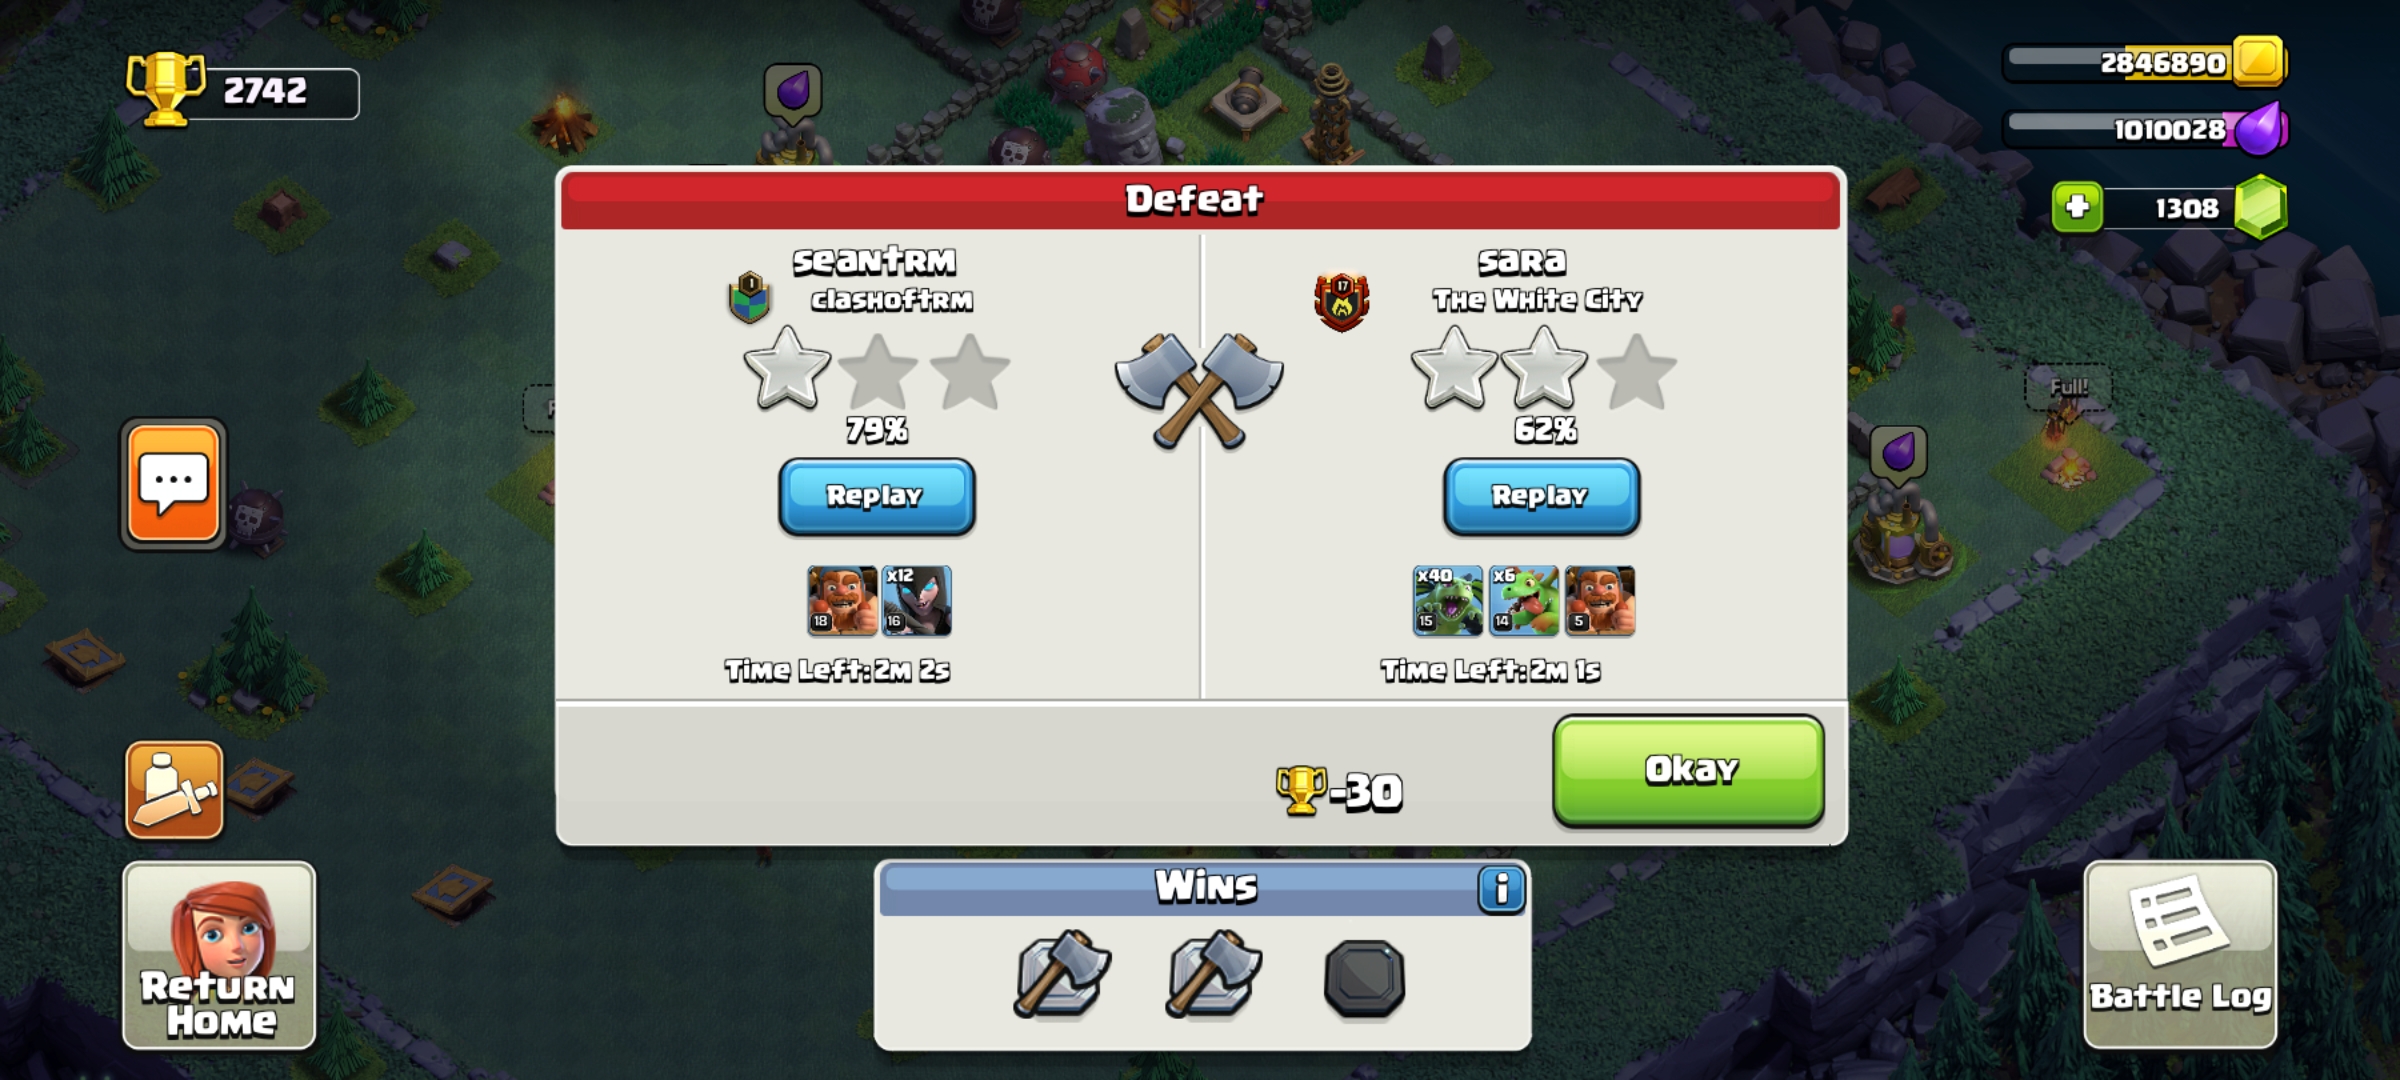 2742
2846890
1010028
1308
Defeat
seantrm
1
clashoftrm
79%
Replay
18
x12
16
Time Left:2m 2s
sara
17
The White City
62%
Replay
x40
15
x6
14
5
Time Left:2m 1s
Full!
-30
Okay
Wins
i
Return
Home
Battle Log